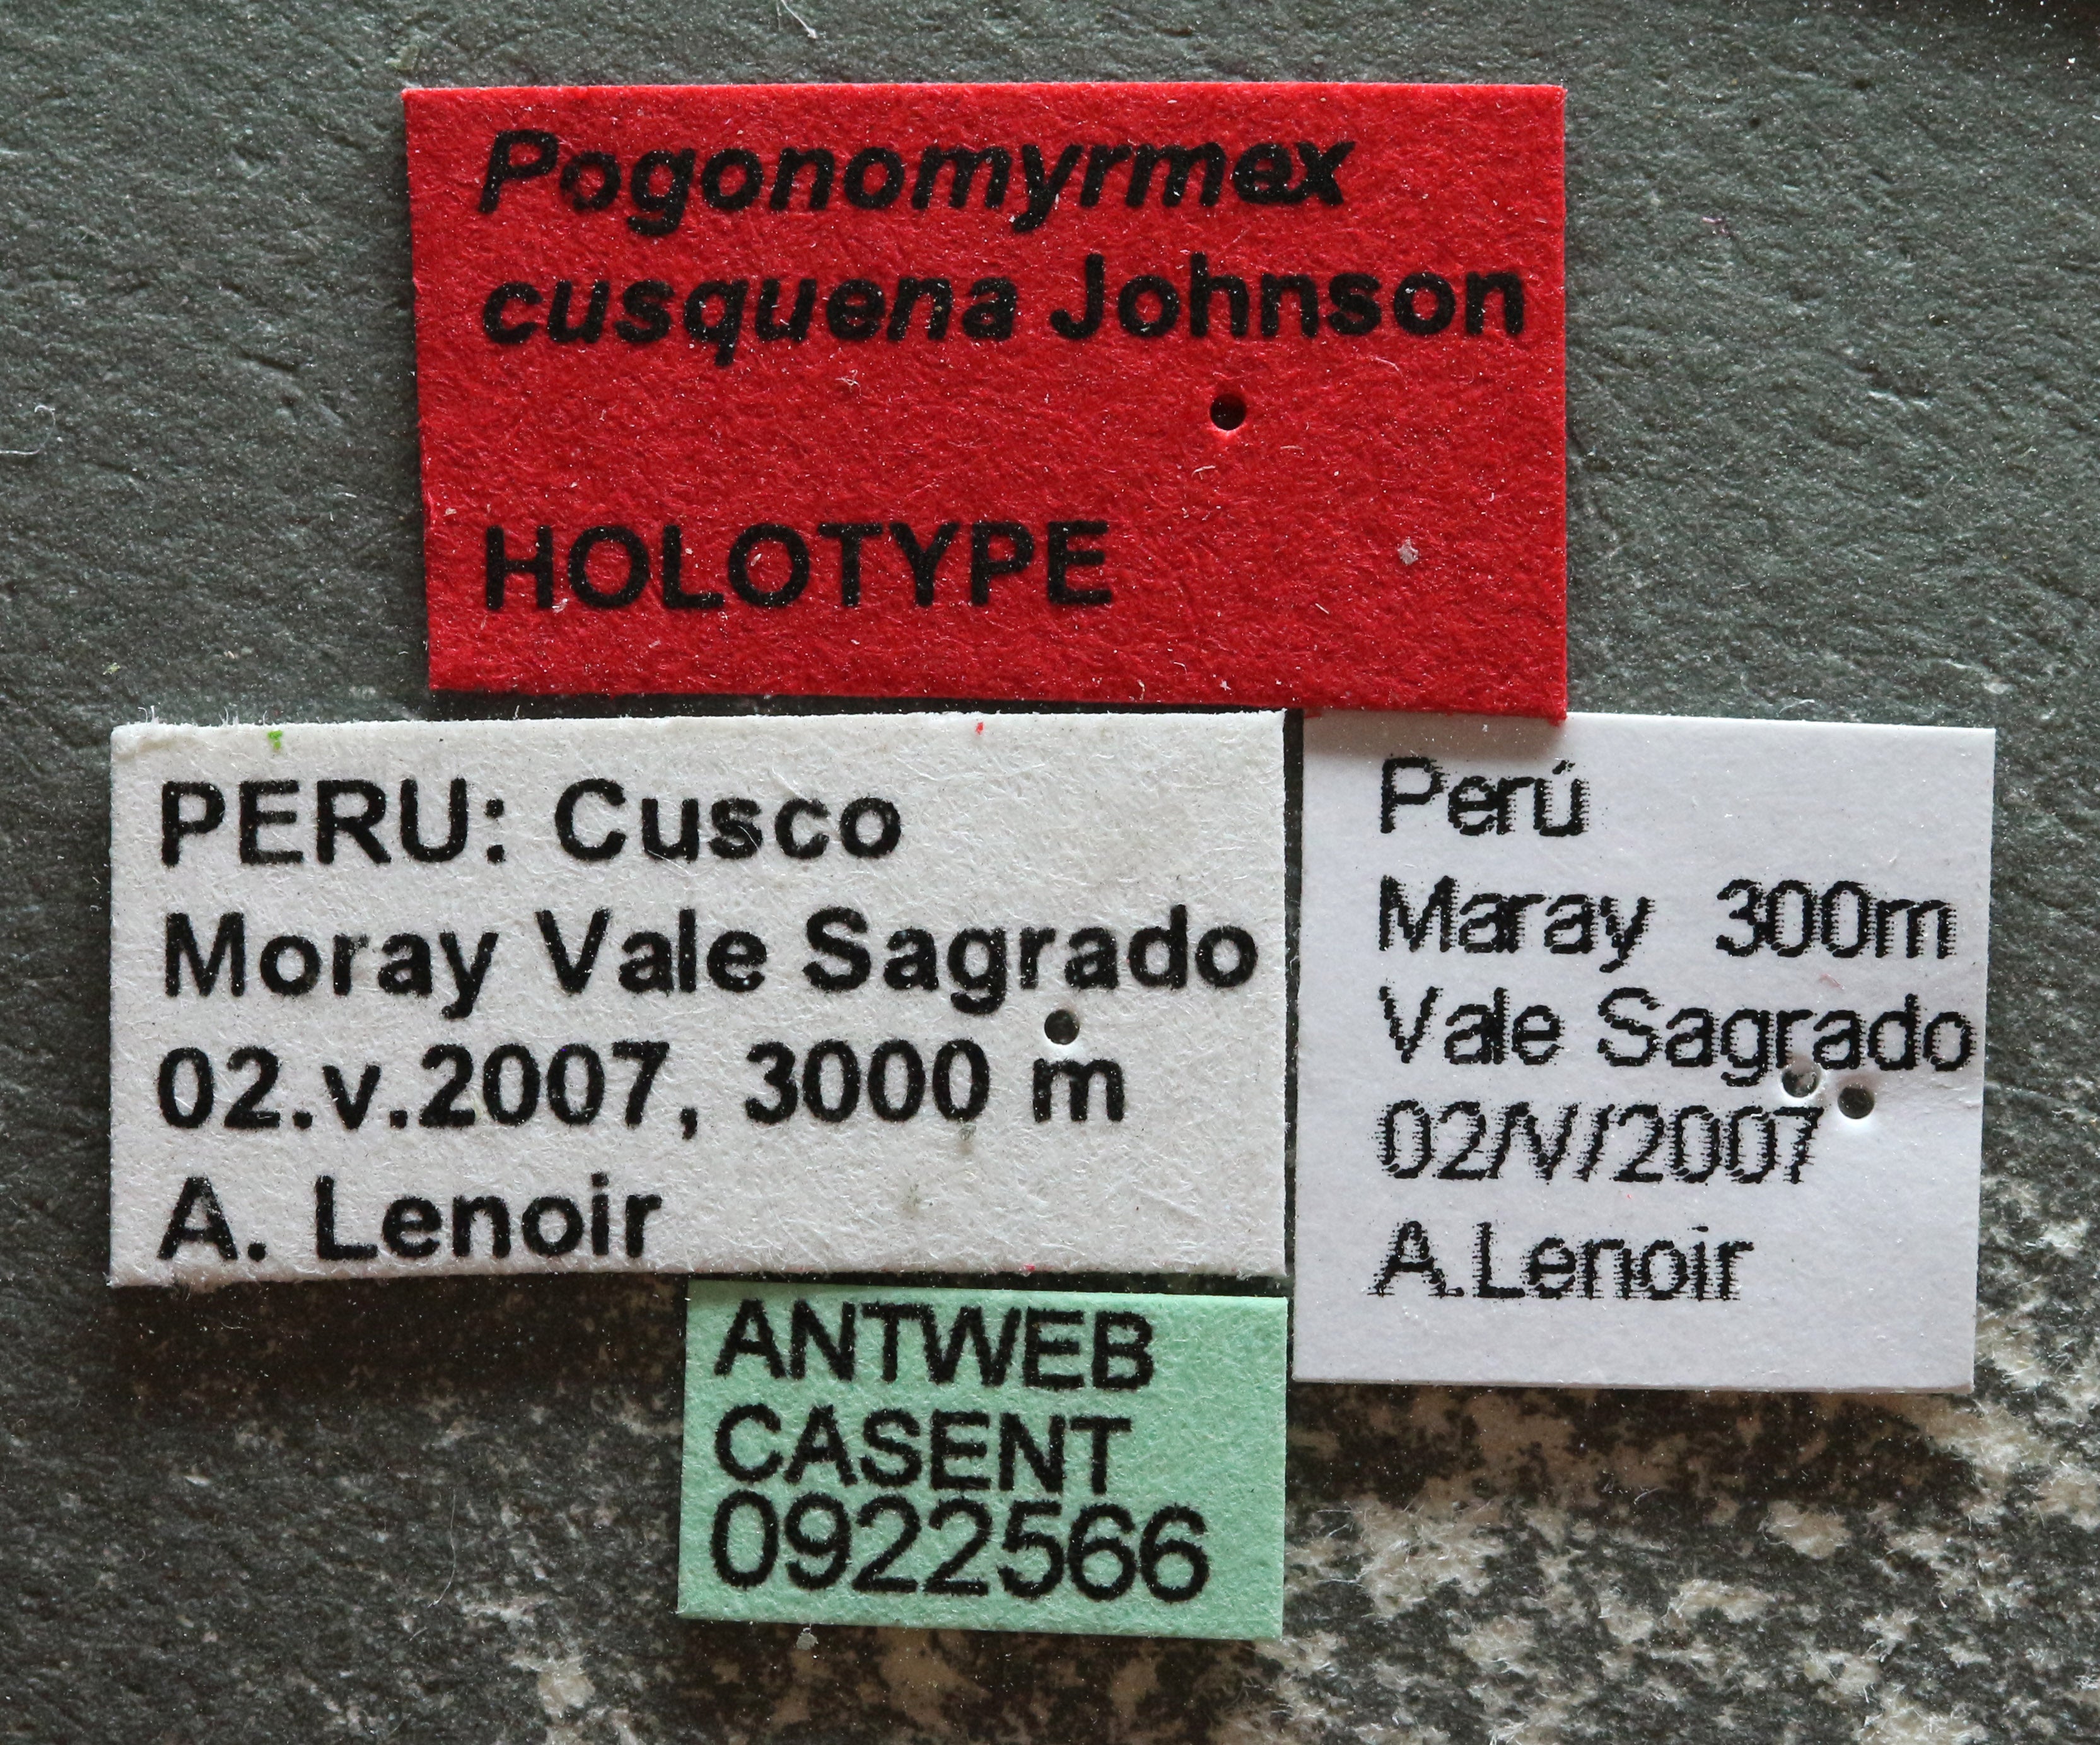 Pogonomyrmex
cusquena Johnson
HOLOTYPE
PERU: Cusco
Moray Vale Sagrado
02.v.2007, 3000 m
A. Lenoir
Perú
Maray 300m
Vale Sagrado
02/V/2007
A.Lenoir
ANTWEB
CASENT
0922566